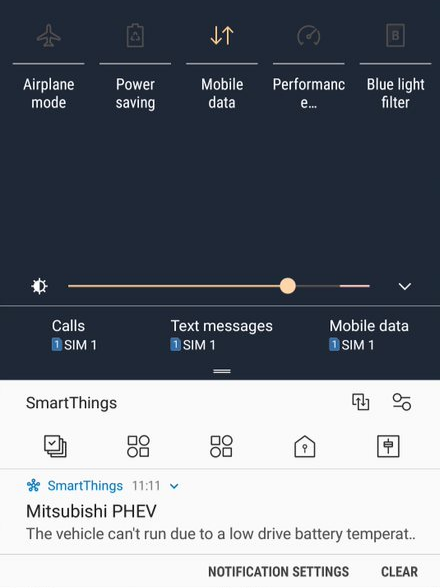 Airplane mode
Power saving
Mobile data
Performanc e...
Blue light filter
B
Calls
1 SIM 1
Text messages
1 SIM 1
Mobile data
1 SIM 1
SmartThings
SmartThings 11:11
Mitsubishi PHEV
The vehicle can't run due to a low drive battery temperat..
NOTIFICATION SETTINGS CLEAR